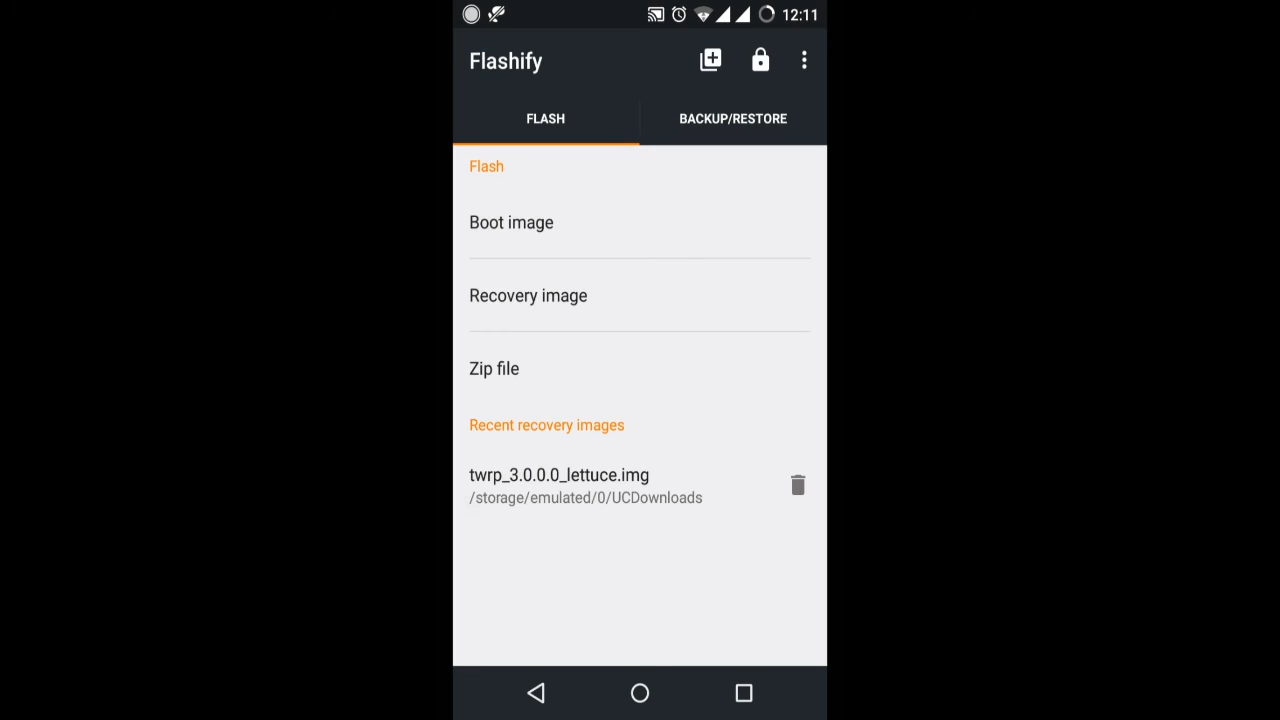 12:11
Flashify
FLASH
BACKUP/RESTORE
Flash
Boot image
Recovery image
Zip file
Recent recovery images
twrp_3.0.0.0_lettuce.img
/storage/emulated/0/UCDownloads